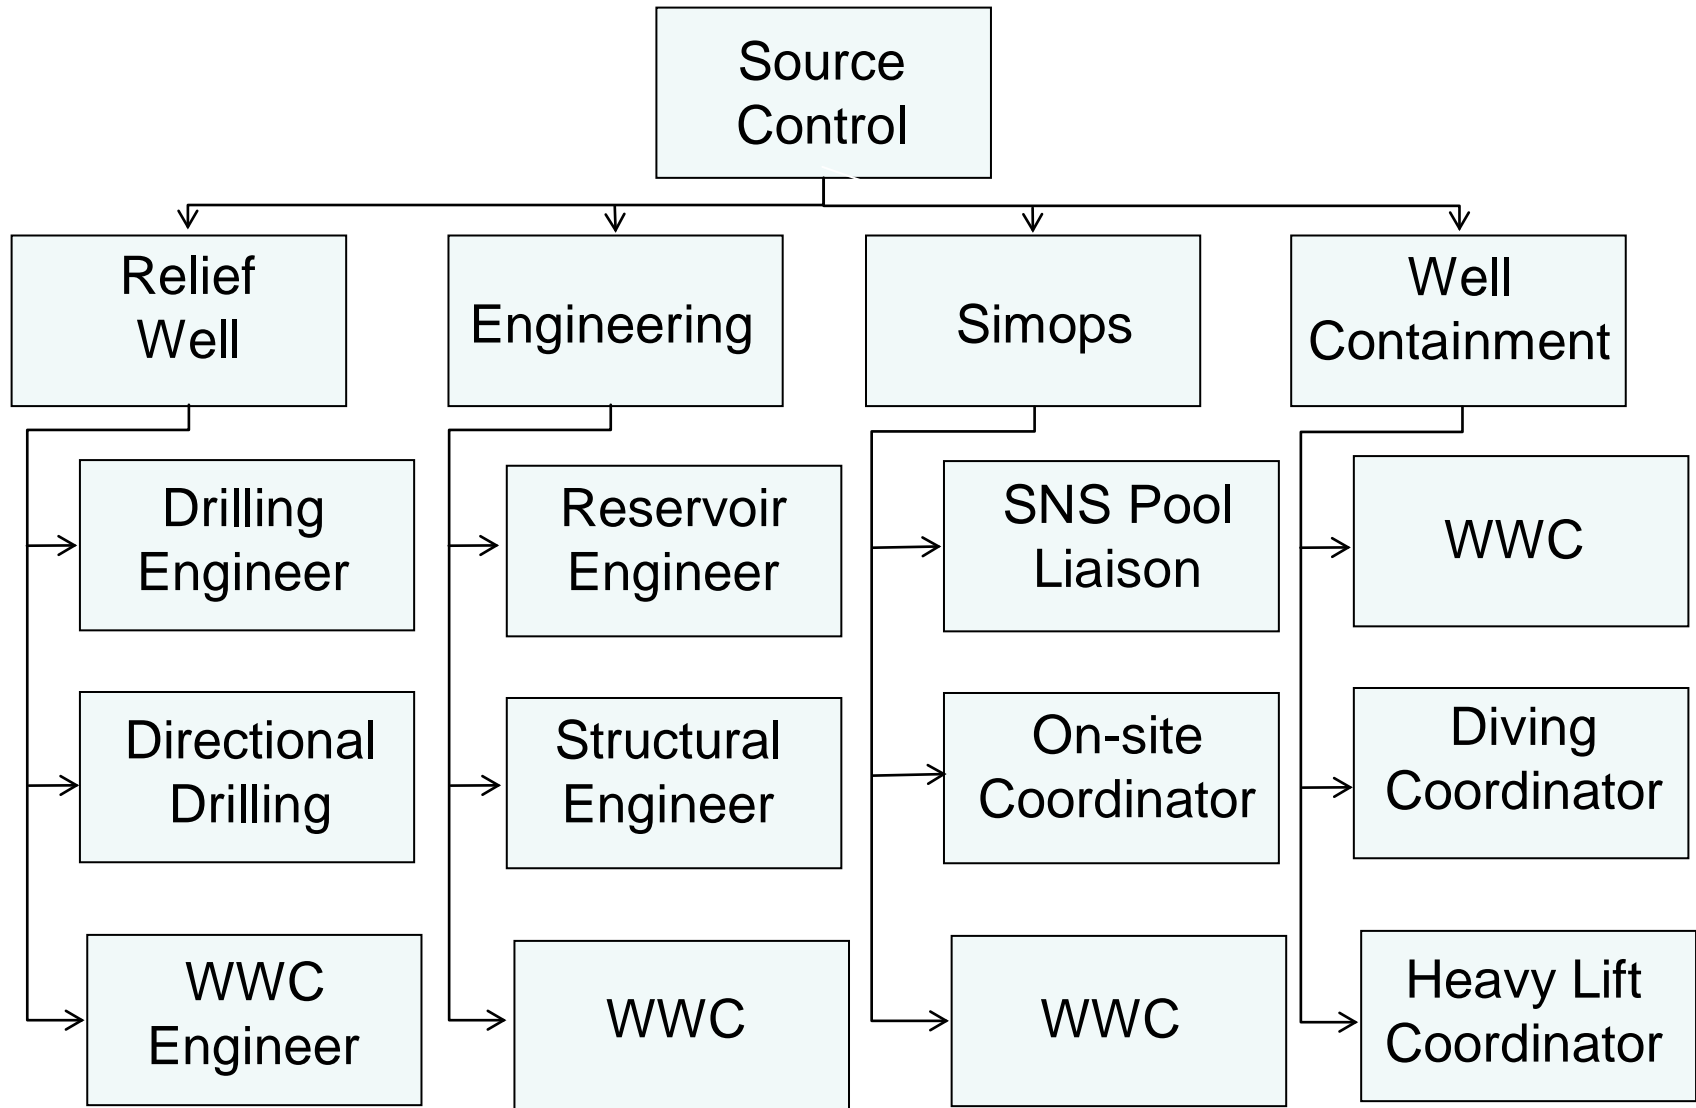 Source
Control
Relief
Well
Engineering
Simops
Well
Containment
Drilling
Engineer
Reservoir
Engineer
SNS Pool
Liaison
WWC
Directional
Drilling
Structural
Engineer
On-site
Coordinator
Diving
Coordinator
WWC
Engineer
WWC
WWC
Heavy Lift
Coordinator